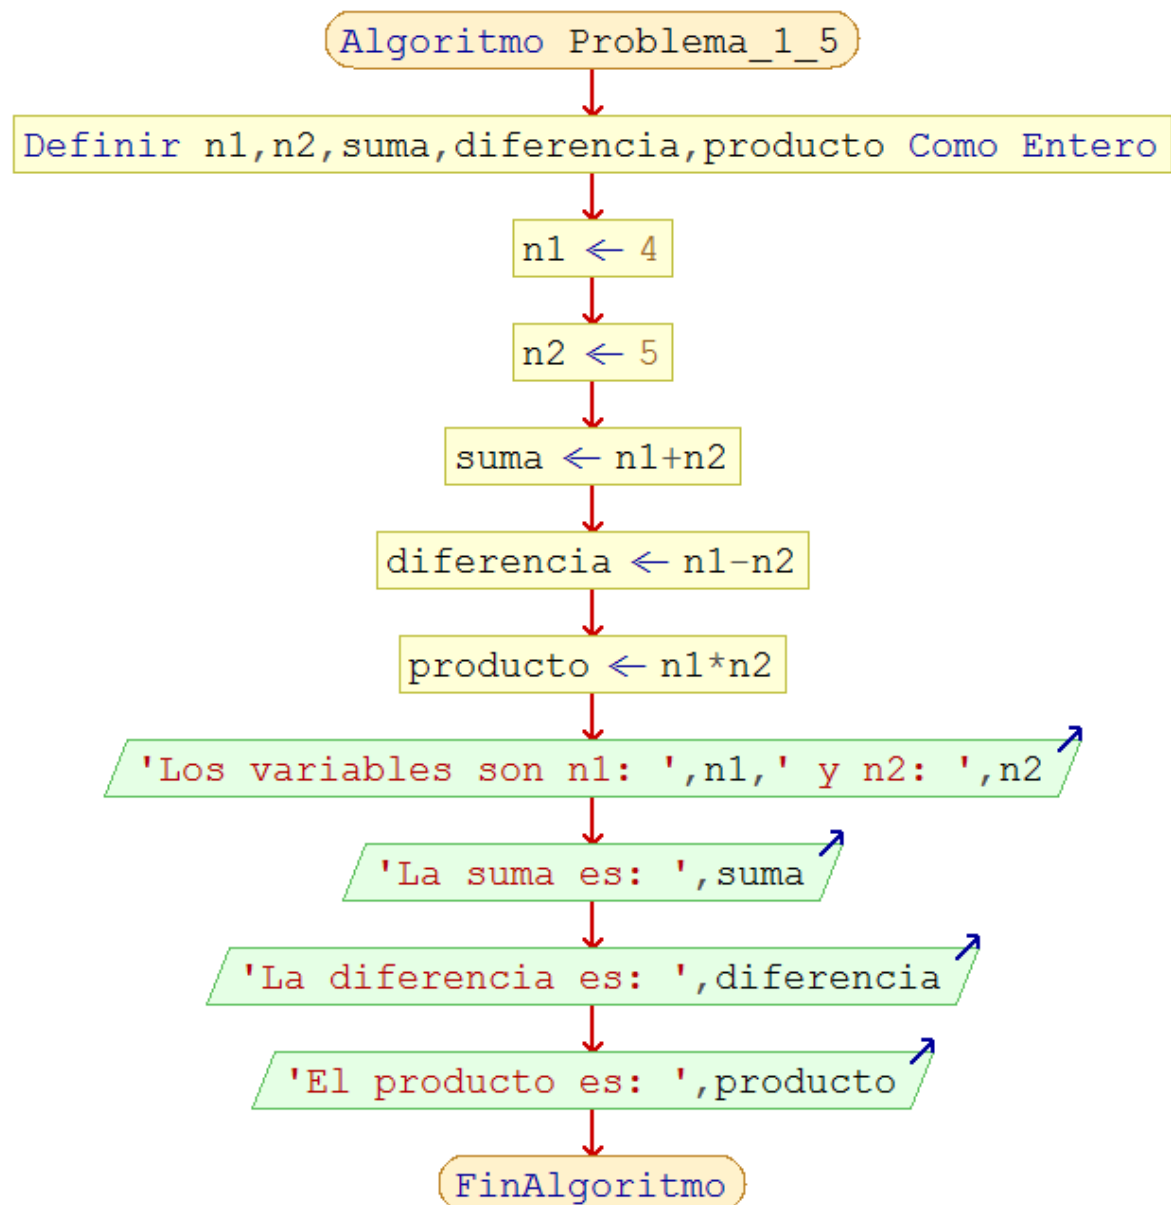 Algoritmo Problema_1_5
Definir n1,n2,suma,diferencia,producto Como Entero
n1 ← 4
n2 ← 5
suma ← n1+n2
diferencia ← n1-n2
producto ← n1*n2
'Los variables son n1: ',n1,' y n2: ',n2
'La suma es: ',suma
'La diferencia es: ',diferencia
'El producto es: ',producto
FinAlgoritmo